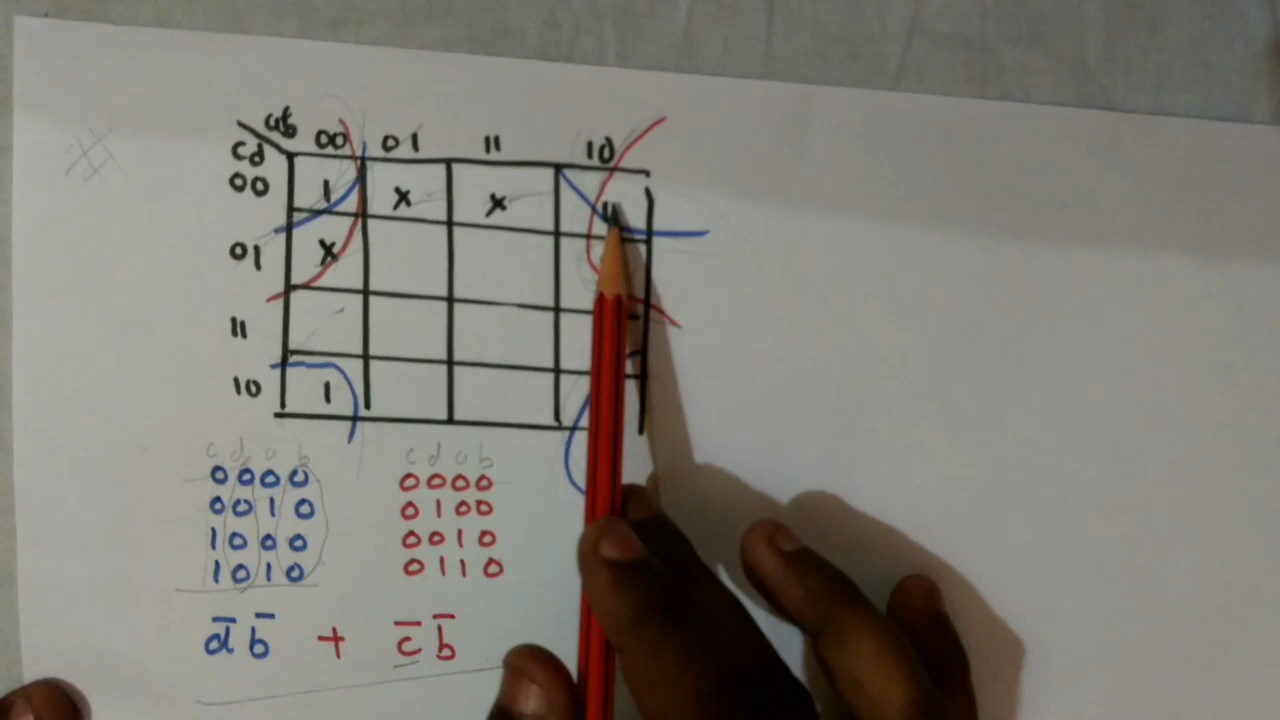 ab
cd 00 01 11 10
00 1 x x 1
01 x
11
10 1
c d a b c d a b
0 0 0 0 0 0 0 0
0 0 1 0 0 1 0 0
1 0 0 0 0 0 1 0
1 0 1 0 0 1 1 0
d̅ b̅ + c̅ b̅